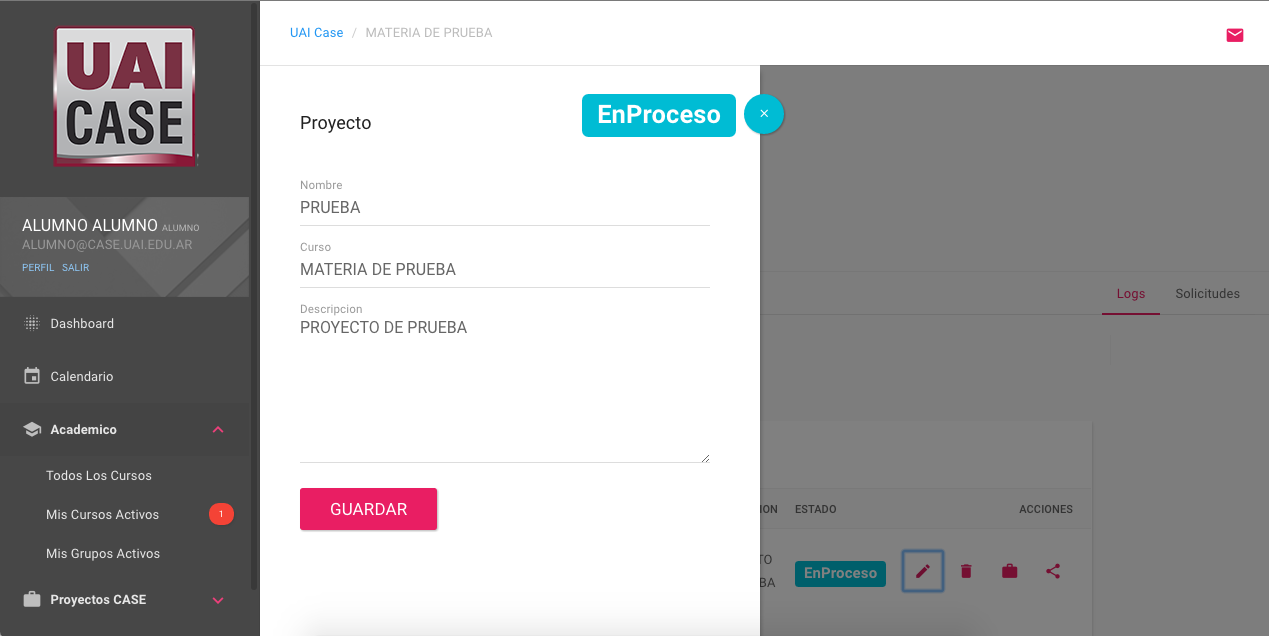 UAI
CASE
ALUMNO ALUMNO ALUMNO
ALUMNO@CASE.UAI.EDU.AR
PERFIL SALIR
Dashboard
Calendario
Academico
Todos Los Cursos
Mis Cursos Activos 1
Mis Grupos Activos
Proyectos CASE
UAI Case / MATERIA DE PRUEBA
Proyecto
EnProceso
×
Nombre
PRUEBA
Curso
MATERIA DE PRUEBA
Descripcion
PROYECTO DE PRUEBA
GUARDAR
Logs Solicitudes
ION ESTADO ACCIONES
TO
BA
EnProceso